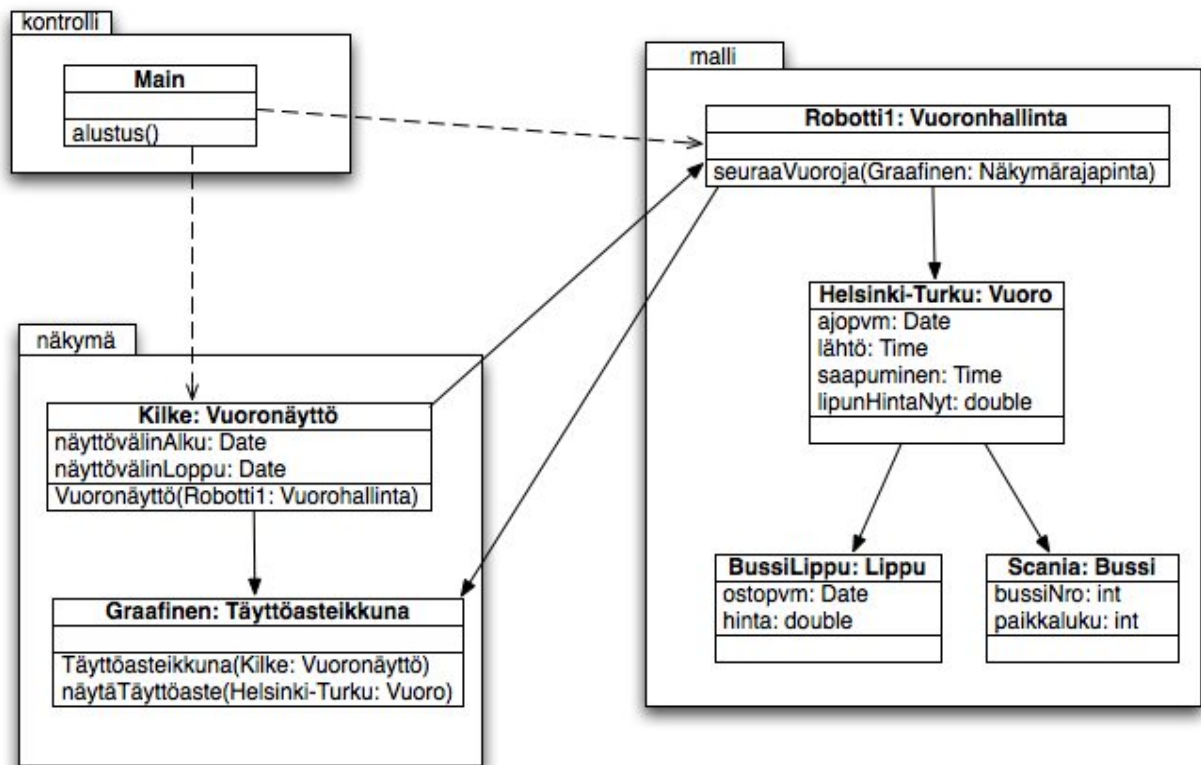 kontrolli
Main
alustus()
malli
Robotti1: Vuoronhallinta
seuraaVuoroja(Graafinen: Näkymärajapinta)
Helsinki-Turku: Vuoro
ajopvm: Date
lähtö: Time
saapuminen: Time
lipunHintaNyt: double
BussiLippu: Lippu
ostopvm: Date
hinta: double
Scania: Bussi
bussiNro: int
paikkaluku: int
näkymä
Kilke: Vuoronäyttö
näyttövälinAlku: Date
näyttövälinLoppu: Date
Vuoronäyttö(Robotti1: Vuorohallinta)
Graafinen: Täyttöasteikkuna
Täyttöasteikkuna(Kilke: Vuoronäyttö)
näytäTäyttöaste(Helsinki-Turku: Vuoro)